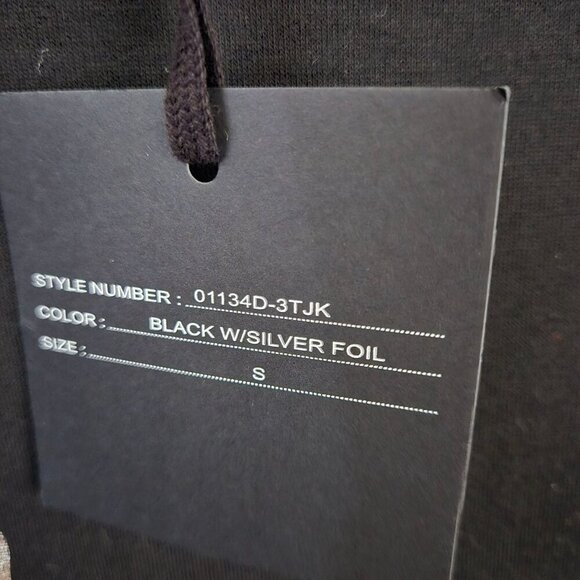 STYLE NUMBER : 01134D-3TJK
COLOR : BLACK W/SILVER FOIL
SIZE : S